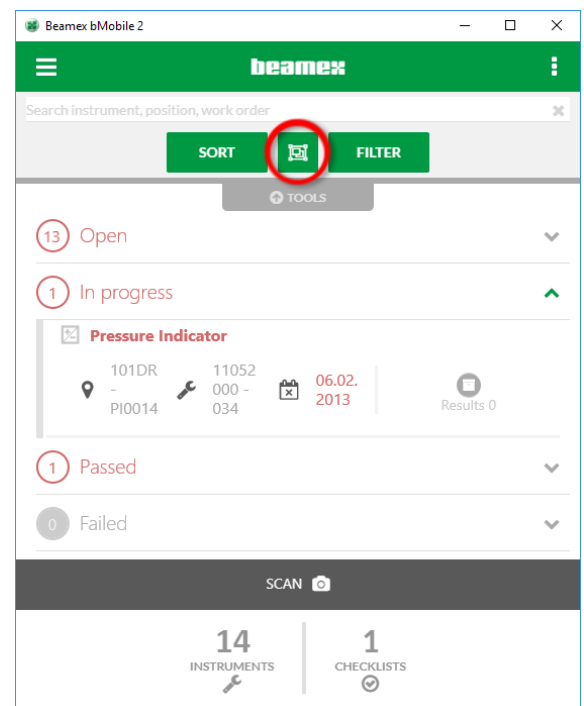 Beamex bMobile 2
beamex
Search instrument, position, work order
SORT
FILTER
TOOLS
13 Open
1 In progress
Pressure Indicator
101DR
-
PI0014
11052
000 -
034
06.02.
2013
Results 0
1 Passed
0 Failed
SCAN
14
INSTRUMENTS
1
CHECKLISTS